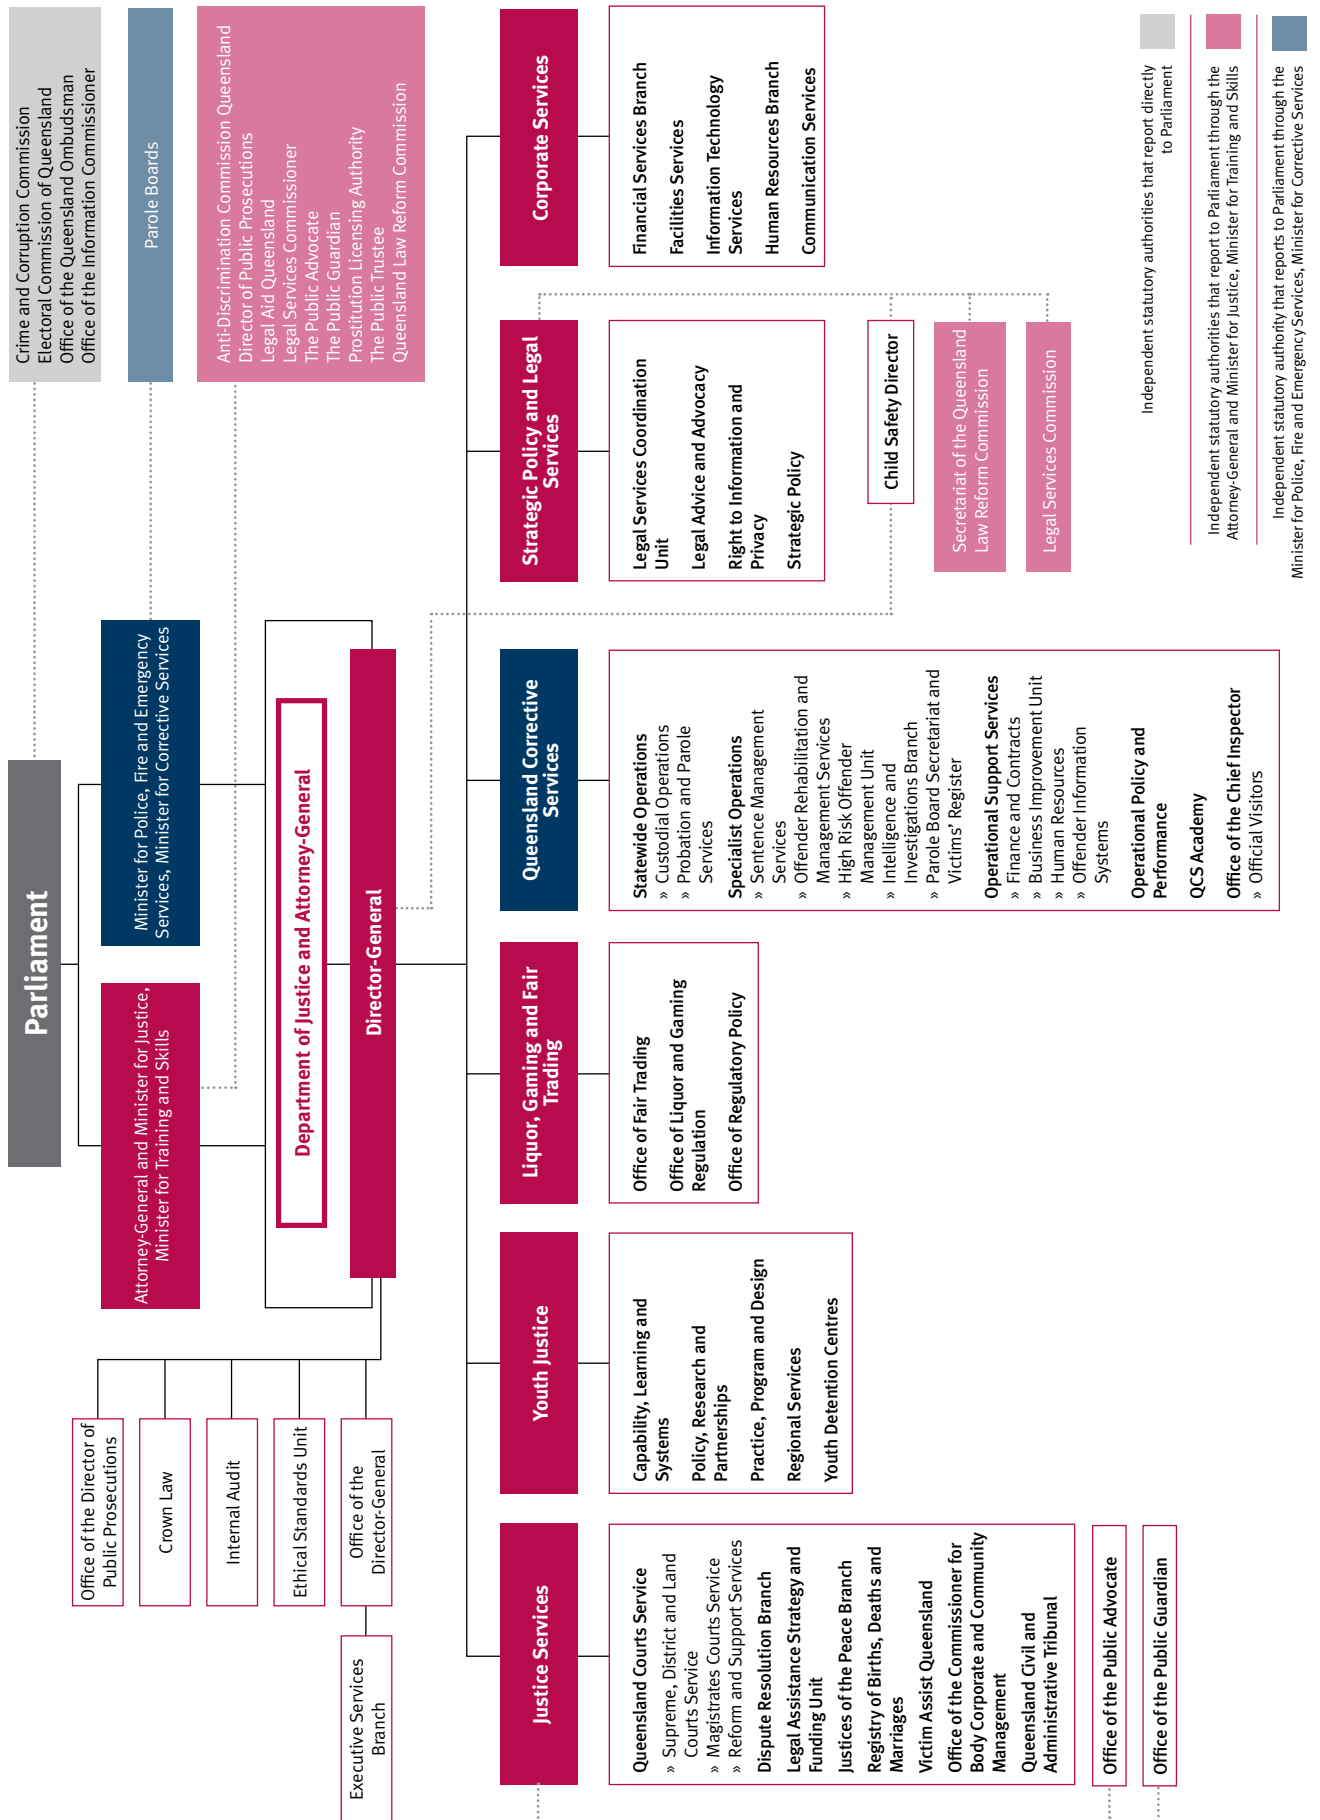 Parliament
Crime and Corruption Commission
Electoral Commission of Queensland
Office of the Queensland Ombudsman
Office of the Information Commissioner
Attorney-General and Minister for Justice,
Minister for Training and Skills
Minister for Police, Fire and Emergency
Services, Minister for Corrective Services
Parole Boards
Anti-Discrimination Commission Queensland
Director of Public Prosecutions
Legal Aid Queensland
Legal Services Commissioner
The Public Advocate
The Public Guardian
Prostitution Licensing Authority
The Public Trustee
Queensland Law Reform Commission
Department of Justice and Attorney-General
Director-General
Office of the Director of
Public Prosecutions
Crown Law
Internal Audit
Ethical Standards Unit
Office of the
Director-General
Executive Services
Branch
Justice Services
Queensland Courts Service
» Supreme, District and Land
Courts Service
» Magistrates Courts Service
» Reform and Support Services
Dispute Resolution Branch
Legal Assistance Strategy and
Funding Unit
Justices of the Peace Branch
Registry of Births, Deaths and
Marriages
Victim Assist Queensland
Office of the Commissioner for
Body Corporate and Community
Management
Queensland Civil and
Administrative Tribunal
Office of the Public Advocate
Office of the Public Guardian
Youth Justice
Capability, Learning and
Systems
Policy, Research and
Partnerships
Practice, Program and Design
Regional Services
Youth Detention Centres
Liquor, Gaming and Fair
Trading
Office of Fair Trading
Office of Liquor and Gaming
Regulation
Office of Regulatory Policy
Queensland Corrective
Services
Statewide Operations
» Custodial Operations
» Probation and Parole
Services
Specialist Operations
» Sentence Management
Services
» Offender Rehabilitation and
Management Services
» High Risk Offender
Management Unit
» Intelligence and
Investigations Branch
» Parole Board Secretariat and
Victims’ Register
Operational Support Services
» Finance and Contracts
» Business Improvement Unit
» Human Resources
» Offender Information
Systems
Operational Policy and
Performance
QCS Academy
Office of the Chief Inspector
» Official Visitors
Strategic Policy and Legal
Services
Legal Services Coordination
Unit
Legal Advice and Advocacy
Right to Information and
Privacy
Strategic Policy
Child Safety Director
Secretariat of the Queensland
Law Reform Commission
Legal Services Commission
Corporate Services
Financial Services Branch
Facilities Services
Information Technology
Services
Human Resources Branch
Communication Services
Independent statutory authorities that report directly
to Parliament
Independent statutory authorities that report to Parliament through the
Attorney-General and Minister for Justice, Minister for Training and Skills
Independent statutory authority that reports to Parliament through the
Minister for Police, Fire and Emergency Services, Minister for Corrective Services